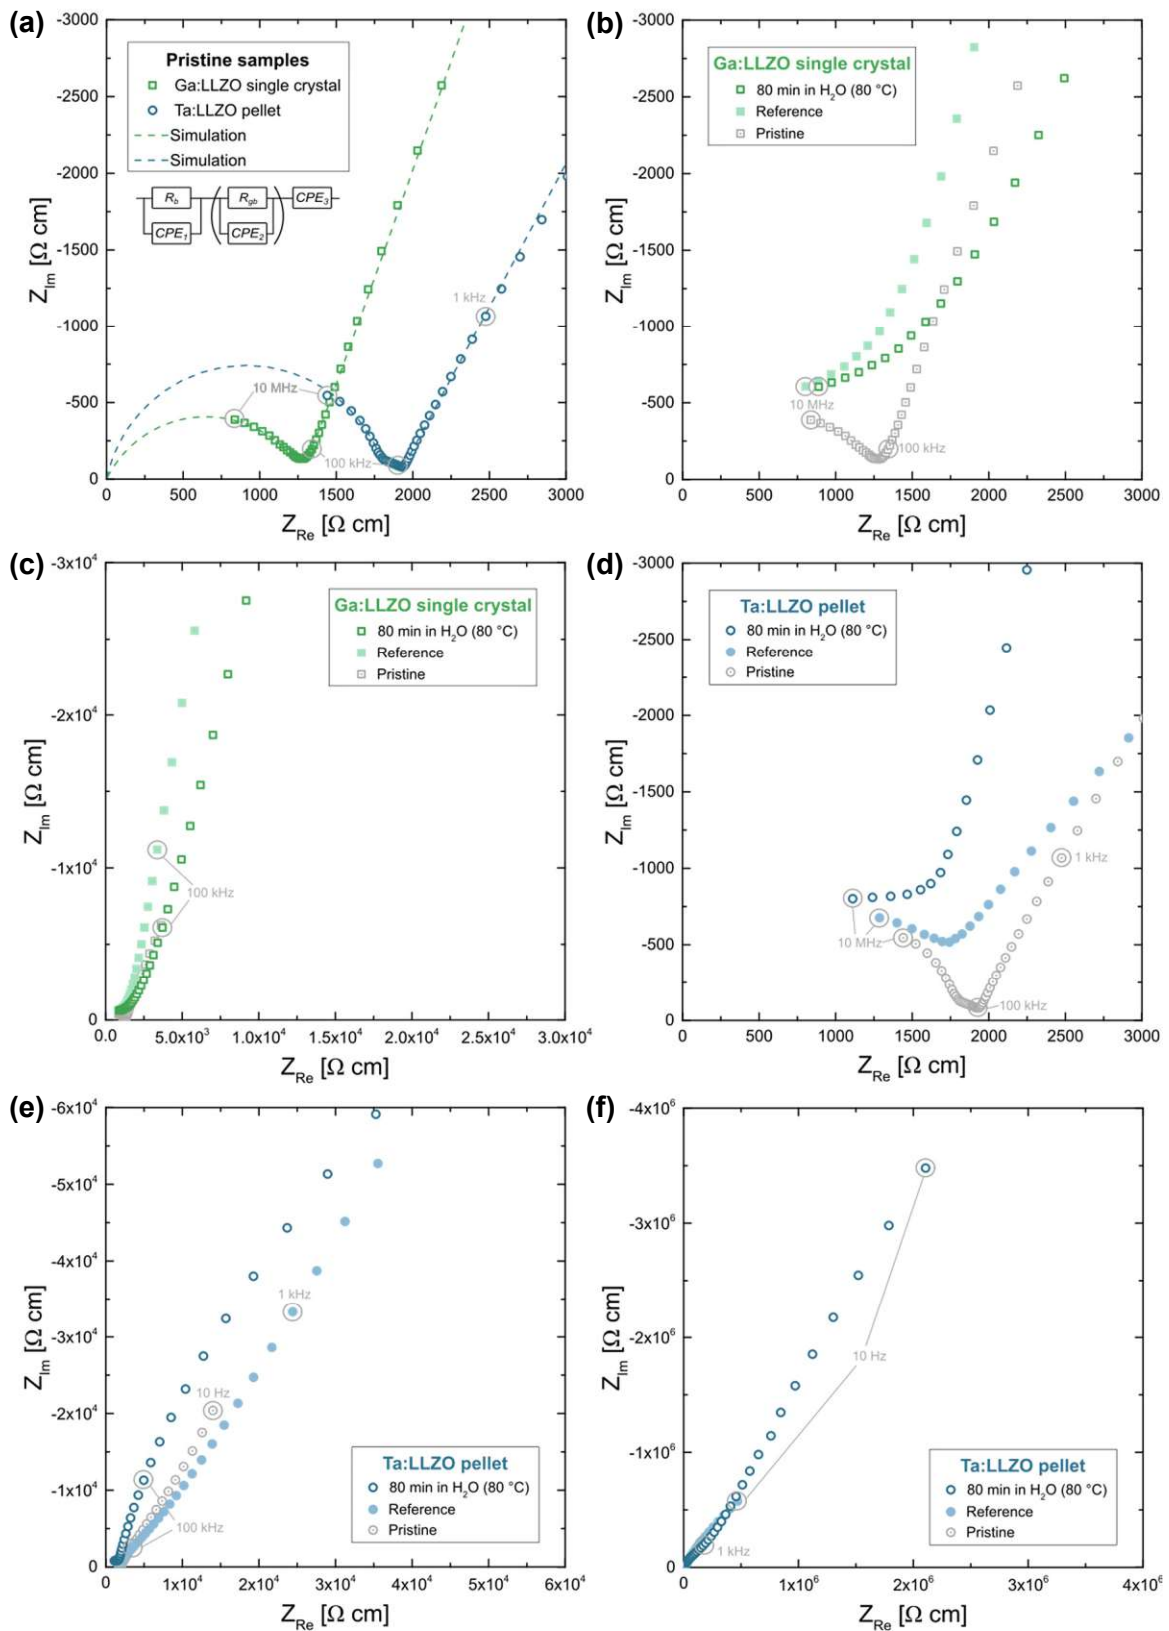 (a)
-3000
-2500
-2000
-1500
-1000
-500
0
Z_Im [Ω cm]
Pristine samples
Ga:LLZO single crystal
Ta:LLZO pellet
Simulation
Simulation
R_b
R_gb
CPE_3
CPE_1
CPE_2
1 kHz
10 MHz
100 kHz
0 500 1000 1500 2000 2500 3000
Z_Re [Ω cm]
(b)
-3000
-2500
-2000
-1500
-1000
-500
0
Z_Im [Ω cm]
Ga:LLZO single crystal
80 min in H₂O (80 °C)
Reference
Pristine
10 MHz
100 kHz
0 500 1000 1500 2000 2500 3000
Z_Re [Ω cm]
(c)
-3x10⁴
-2x10⁴
-1x10⁴
0
Z_Im [Ω cm]
Ga:LLZO single crystal
80 min in H₂O (80 °C)
Reference
Pristine
100 kHz
0.0 5.0x10³ 1.0x10⁴ 1.5x10⁴ 2.0x10⁴ 2.5x10⁴ 3.0x10⁴
Z_Re [Ω cm]
(d)
-3000
-2500
-2000
-1500
-1000
-500
0
Z_Im [Ω cm]
Ta:LLZO pellet
80 min in H₂O (80 °C)
Reference
Pristine
1 kHz
10 MHz
100 kHz
0 500 1000 1500 2000 2500 3000
Z_Re [Ω cm]
(e)
-6x10⁴
-5x10⁴
-4x10⁴
-3x10⁴
-2x10⁴
-1x10⁴
0
Z_Im [Ω cm]
1 kHz
10 Hz
100 kHz
Ta:LLZO pellet
80 min in H₂O (80 °C)
Reference
Pristine
0 1x10⁴ 2x10⁴ 3x10⁴ 4x10⁴ 5x10⁴ 6x10⁴
Z_Re [Ω cm]
(f)
-4x10⁶
-3x10⁶
-2x10⁶
-1x10⁶
0
Z_Im [Ω cm]
10 Hz
1 kHz
Ta:LLZO pellet
80 min in H₂O (80 °C)
Reference
Pristine
0 1x10⁶ 2x10⁶ 3x10⁶ 4x10⁶
Z_Re [Ω cm]